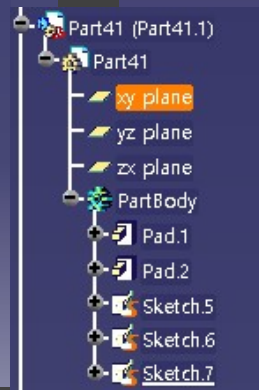 Part41 (Part41.1)
Part41
xy plane
yz plane
zx plane
PartBody
Pad.1
Pad.2
Sketch.5
Sketch.6
Sketch.7